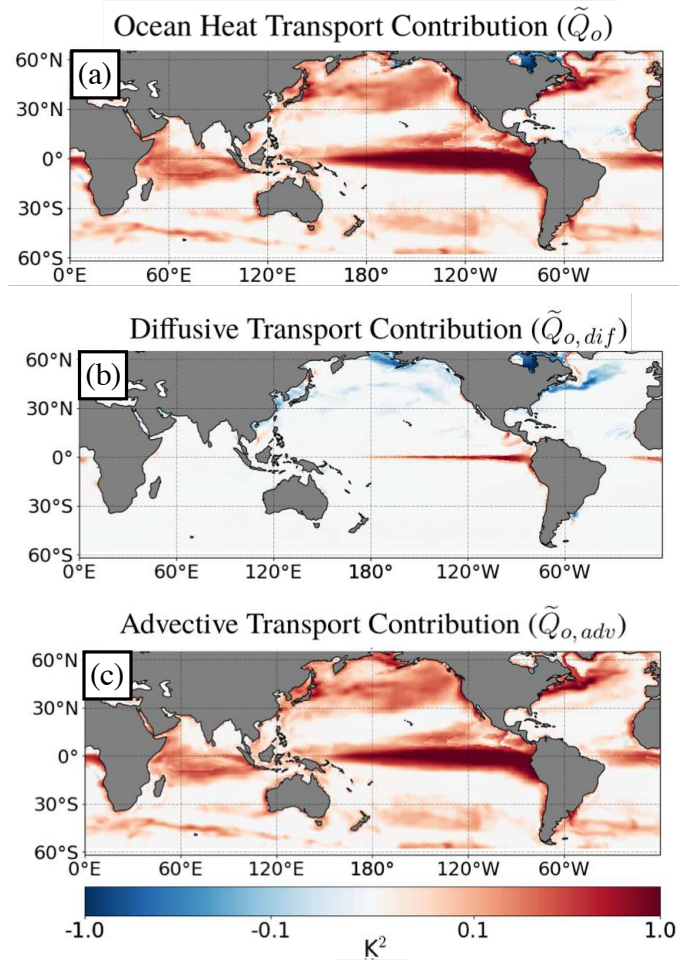 Ocean Heat Transport Contribution (Q̃ₒ)
(a)
60°N
30°N
0°
30°S
60°S
0°E 60°E 120°E 180° 120°W 60°W
Diffusive Transport Contribution (Q̃ₒ, dif)
(b)
60°N
30°N
0°
30°S
60°S
0°E 60°E 120°E 180° 120°W 60°W
Advective Transport Contribution (Q̃ₒ, adv)
(c)
60°N
30°N
0°
30°S
60°S
0°E 60°E 120°E 180° 120°W 60°W
-1.0 -0.1 0.1 1.0
K²